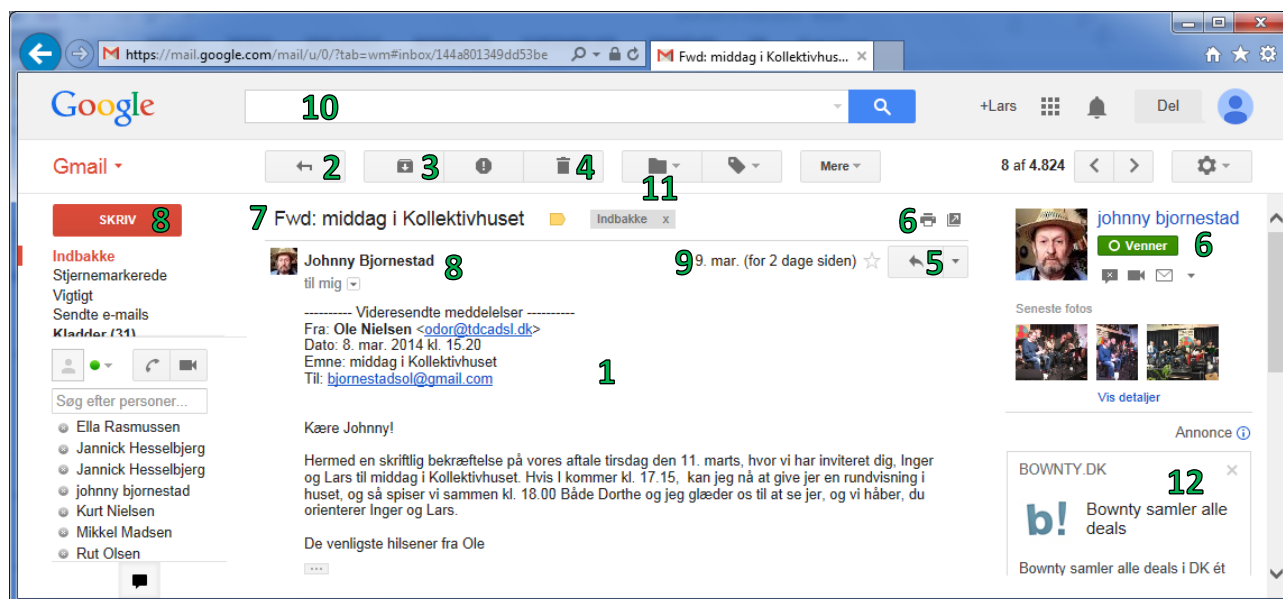 https://mail.google.com/mail/u/0/?tab=wm#inbox/144a801349dd53be
Fwd: middag i Kollektivhus...
Google
10
+Lars
Del
Gmail
2
3
4
11
Mere
8 af 4.824
SKRIV 8
7 Fwd: middag i Kollektivhuset
Indbakke x
6
johnny bjornestad
Venner
6
Indbakke
Stjernemarkerede
Vigtigt
Sendte e-mails
Kladder (31)
Johnny Bjornestad 8
9 9. mar. (for 2 dage siden)
5
til mig
---------- Videresendte meddelelser ----------
Fra: Ole Nielsen <odor@tdcadsl.dk>
Dato: 8. mar. 2014 kl. 15.20
Emne: middag i Kollektivhuset
Til: bjornestadsol@gmail.com
1
Seneste fotos
Vis detaljer
Søg efter personer...
Ella Rasmussen
Jannick Hesselbjerg
Jannick Hesselbjerg
johnny bjornestad
Kurt Nielsen
Mikkel Madsen
Rut Olsen
Kære Johnny!
Hermed en skriftlig bekræftelse på vores aftale tirsdag den 11. marts, hvor vi har inviteret dig, Inger
og Lars til middag i Kollektivhuset. Hvis I kommer kl. 17.15, kan jeg nå at give jer en rundvisning i
huset, og så spiser vi sammen kl. 18.00 Både Dorthe og jeg glæder os til at se jer, og vi håber, du
orienterer Inger og Lars.
De venligste hilsener fra Ole
Annonce
BOWNTY.DK
12
b!
Bownty samler alle
deals
Bownty samler alle deals i DK ét